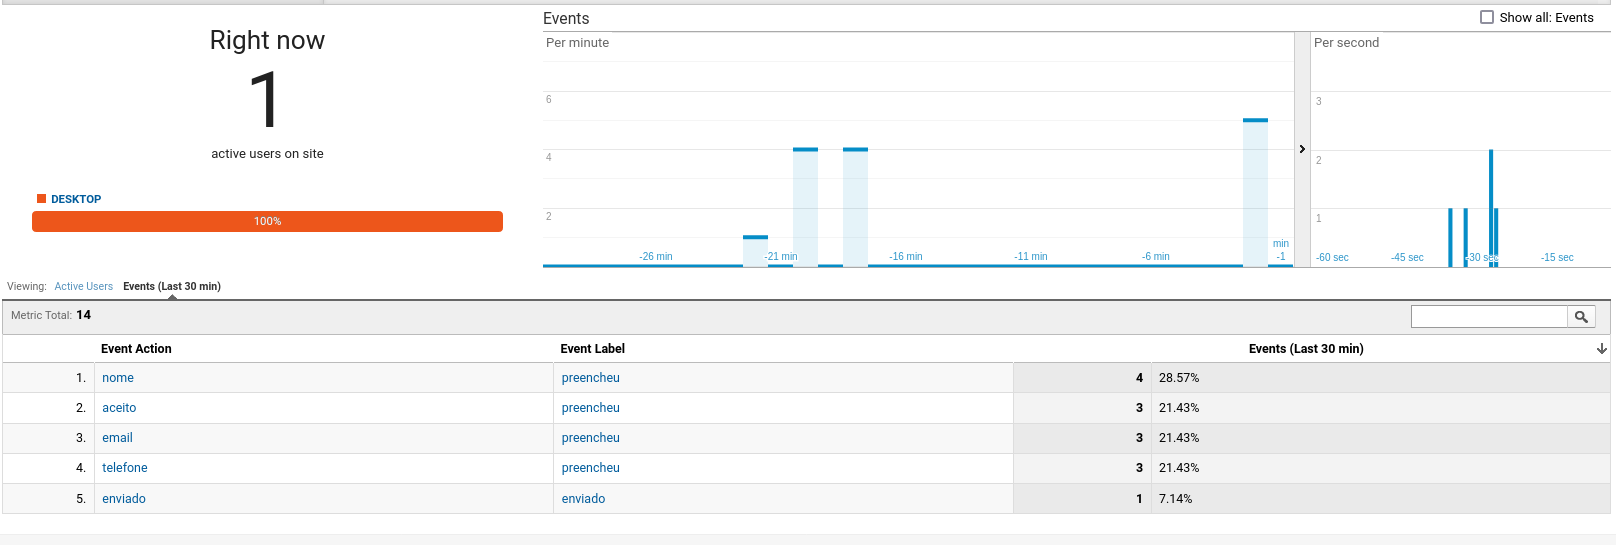 Right now
1
active users on site
DESKTOP
100%
Events
Show all: Events
Per minute
6
4
2
-26 min
-21 min
-16 min
-11 min
-6 min
min
-1
Per second
3
2
1
-60 sec
-45 sec
-30 sec
-15 sec
Viewing: Active Users Events (Last 30 min)
Metric Total: 14
Event Action Event Label Events (Last 30 min)
1. nome preencheu 4 28.57%
2. aceito preencheu 3 21.43%
3. email preencheu 3 21.43%
4. telefone preencheu 3 21.43%
5. enviado enviado 1 7.14%